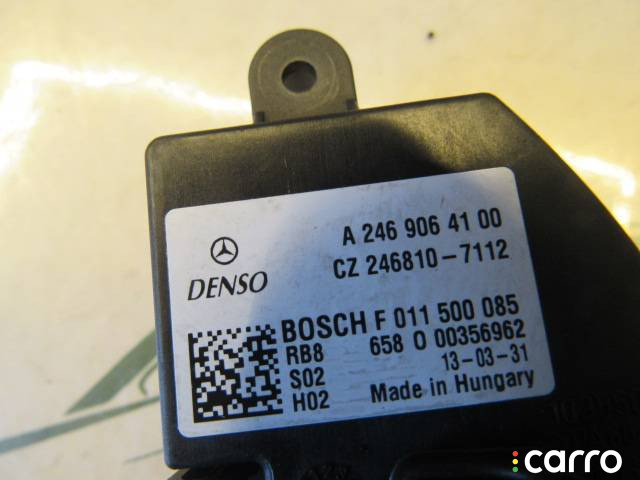 A 246 906 41 00
CZ 246810-7112
DENSO
BOSCH F 011 500 085
RB8 658 0 00356962
S02 13-03-31
H02 Made in Hungary
carro